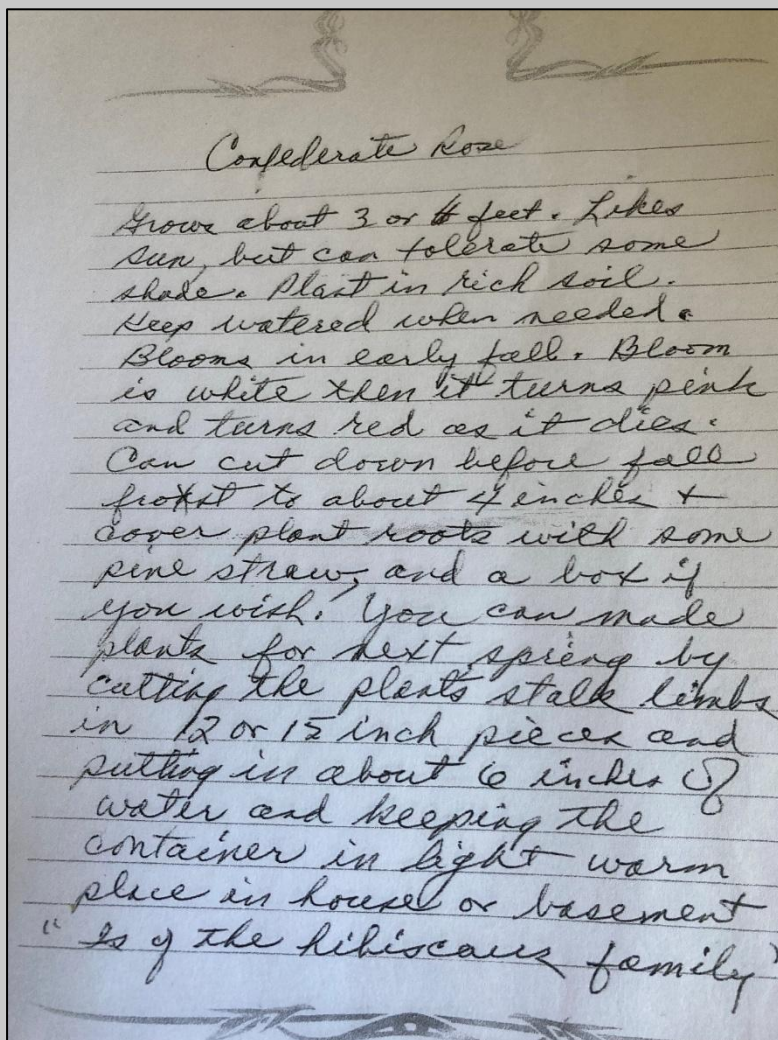 Confederate Rose
Grows about 3 or 4 feet. Likes
sun, but can tolerate some
shade. Plant in rich soil.
Keep watered when needed.
Blooms in early fall. Bloom
is white then it turns pink
and turns red as it dies.
Can cut down before fall
frost to about 4 inches +
cover plant roots with some
pine straw, and a box if
you wish. You can made
plants for next spring by
cutting the plants stalk limbs
in 12 or 15 inch pieces and
putting in about 6 inches of
water and keeping the
container in light warm
place in house or basement
"Is of the hibiscaus family"